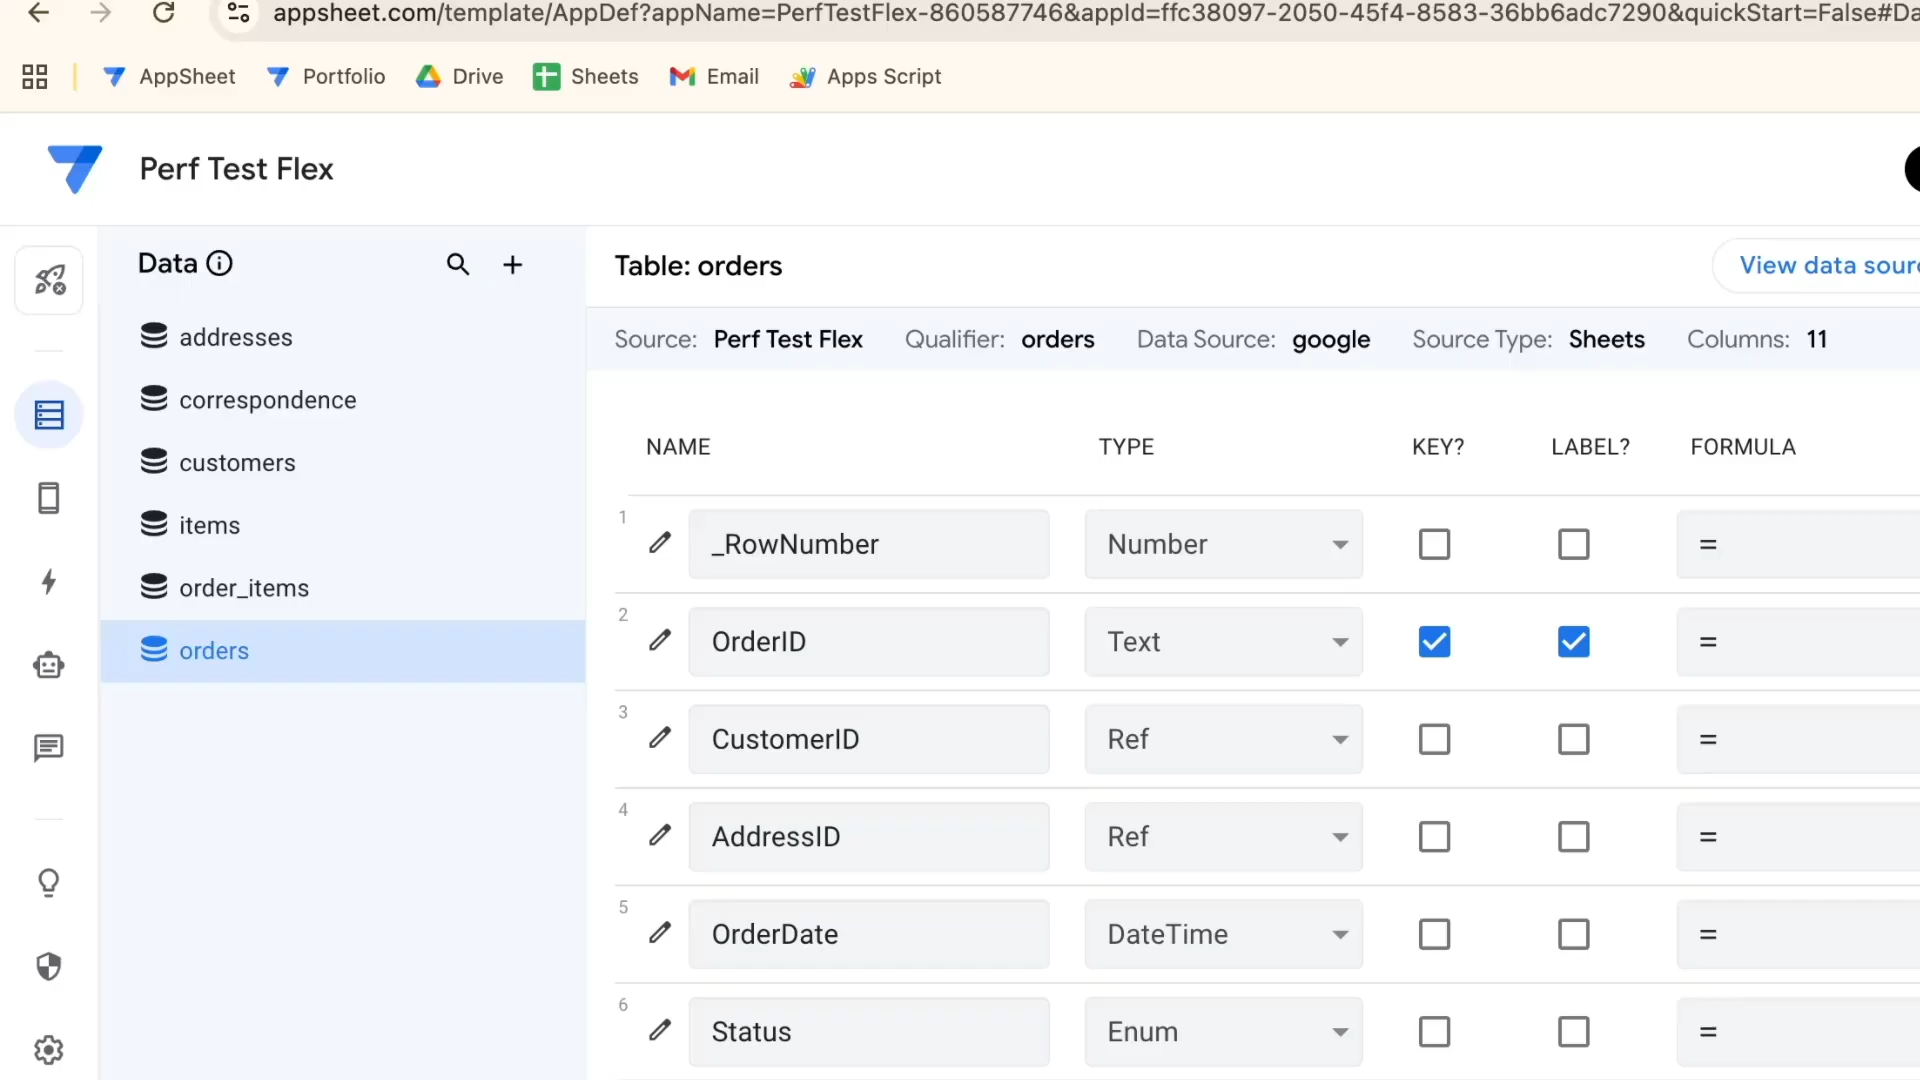 appsheet.com/template/AppDef?appName=PerfTestFlex-860587746&appId=ffc38097-2050-45f4-8583-36bb6adc7290&quickStart=False#Da
AppSheet Portfolio Drive Sheets Email Apps Script
Perf Test Flex
Data
addresses
correspondence
customers
items
order_items
orders
Table: orders
View data sour
Source: Perf Test Flex Qualifier: orders Data Source: google Source Type: Sheets Columns: 11
NAME TYPE KEY? LABEL? FORMULA
1 _RowNumber Number =
2 OrderID Text =
3 CustomerID Ref =
4 AddressID Ref =
5 OrderDate DateTime =
6 Status Enum =